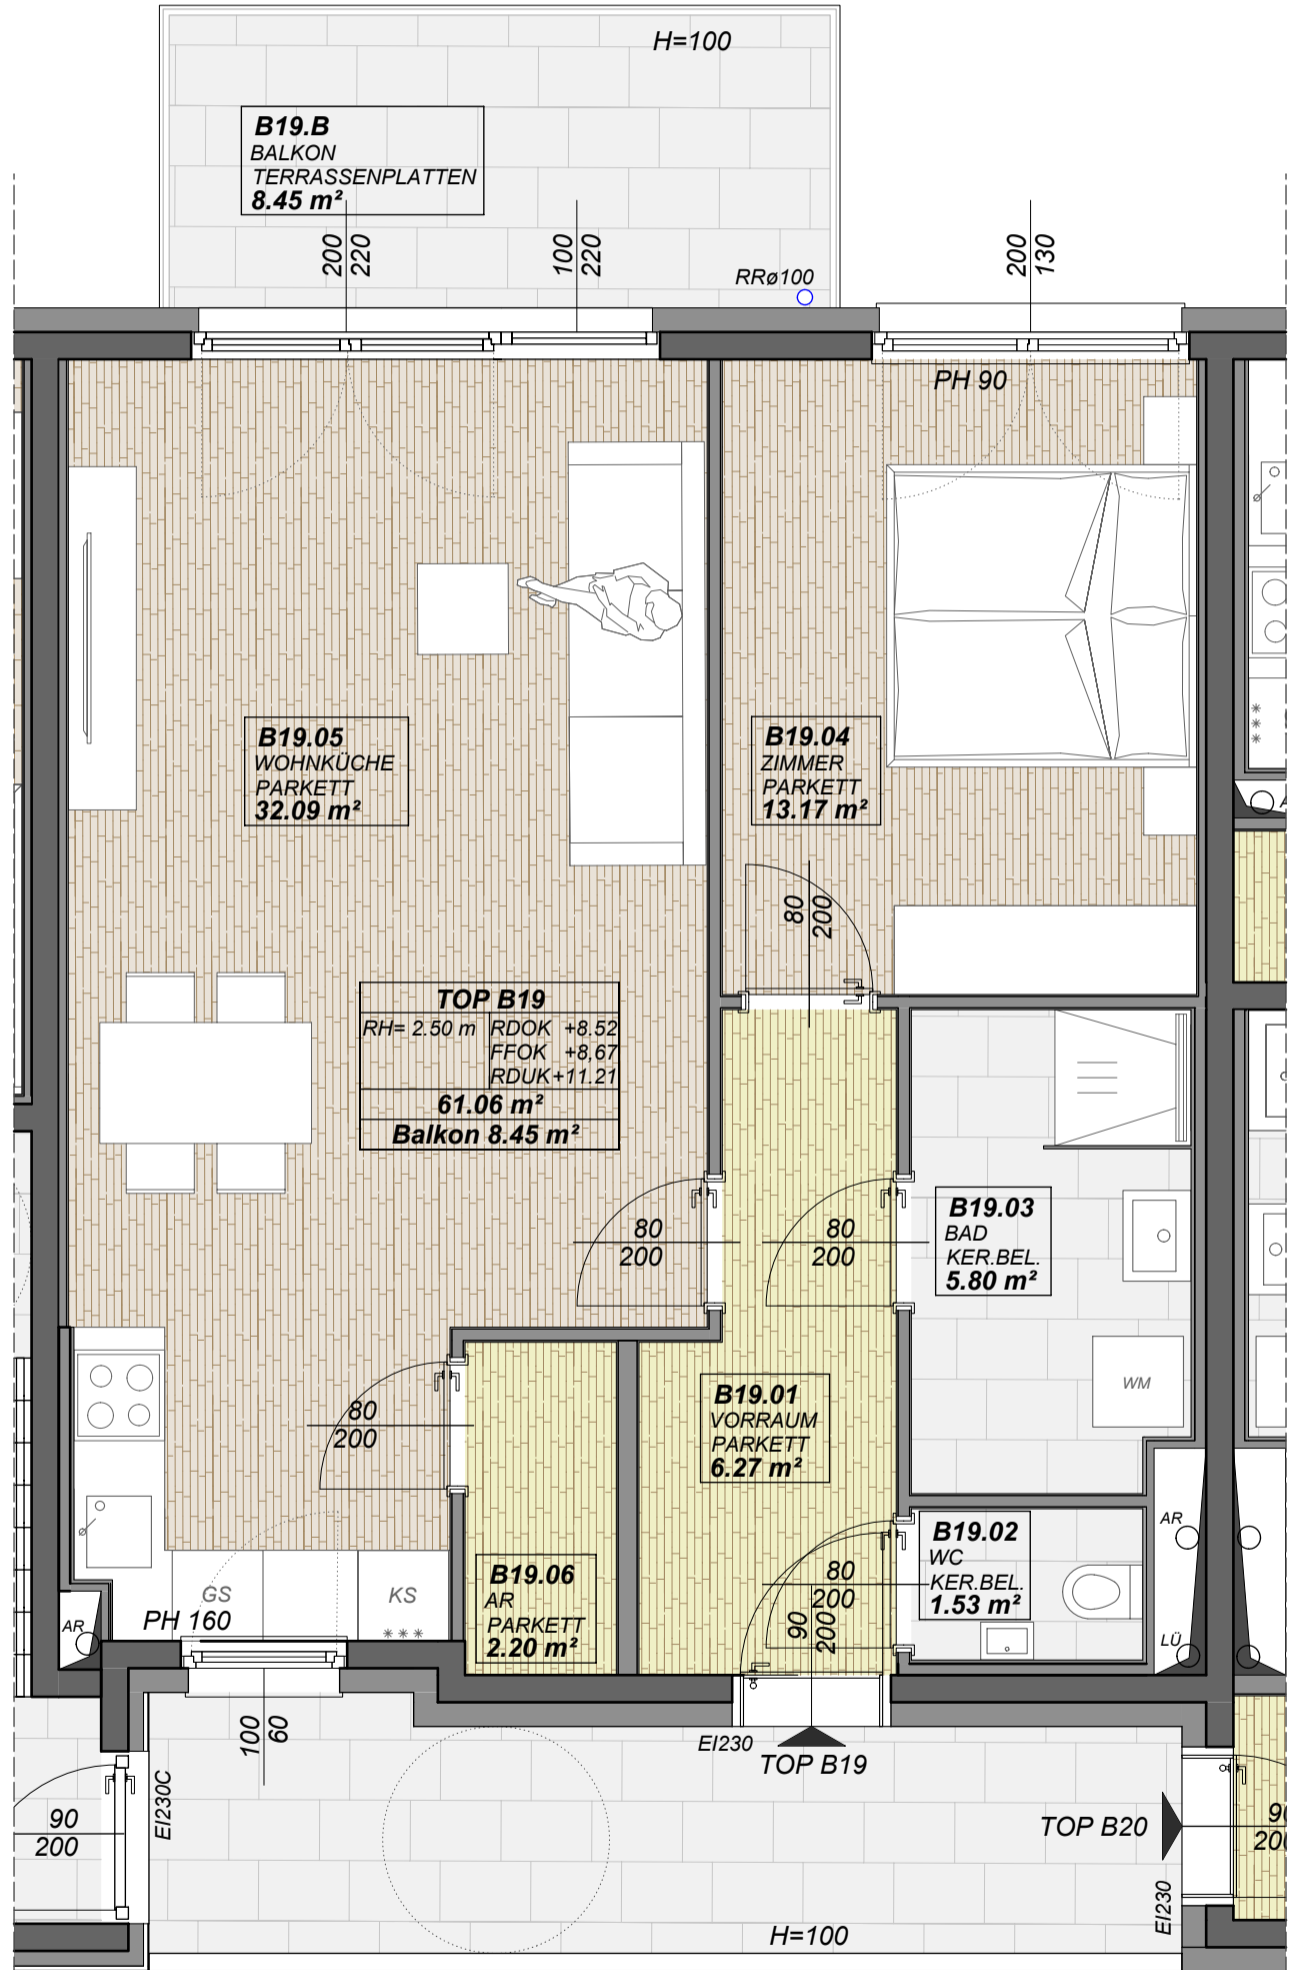 H=100
B19.B
BALKON
TERRASSENPLATTEN
8.45 m²
200
220
100
220
200
130
RRø100
PH 90
B19.05
WOHNKÜCHE
PARKETT
32.09 m²
B19.04
ZIMMER
PARKETT
13.17 m²
80
200
TOP B19
RH= 2.50 m RDOK +8.52
FFOK +8,67
RDUK+11.21
61.06 m²
Balkon 8.45 m²
80
200
80
200
B19.03
BAD
KER.BEL.
5.80 m²
WM
80
200
B19.01
VORRAUM
PARKETT
6.27 m²
B19.06
AR
PARKETT
2.20 m²
B19.02
WC
KER.BEL.
1.53 m²
80
200
90
200
AR
LÜ
GS
KS
***
PH 160
AR
100
60
EI230
TOP B19
EI230C
90
200
TOP B20
EI230
90
200
H=100